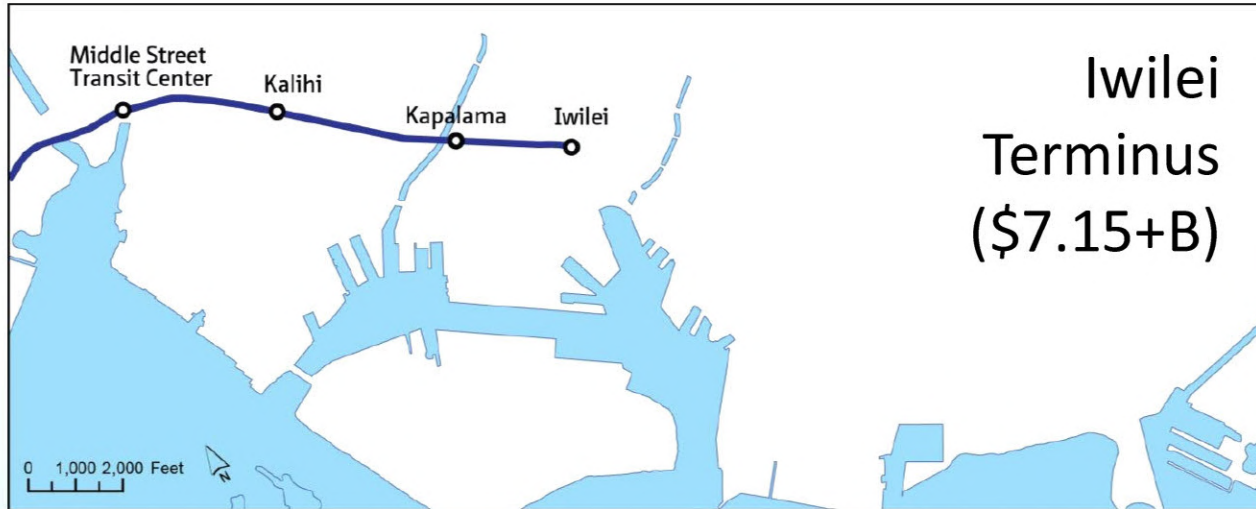 Middle Street
Transit Center
Kalihi
Kapalama
Iwilei
Iwilei
Terminus
($7.15+B)
0 1,000 2,000 Feet
N